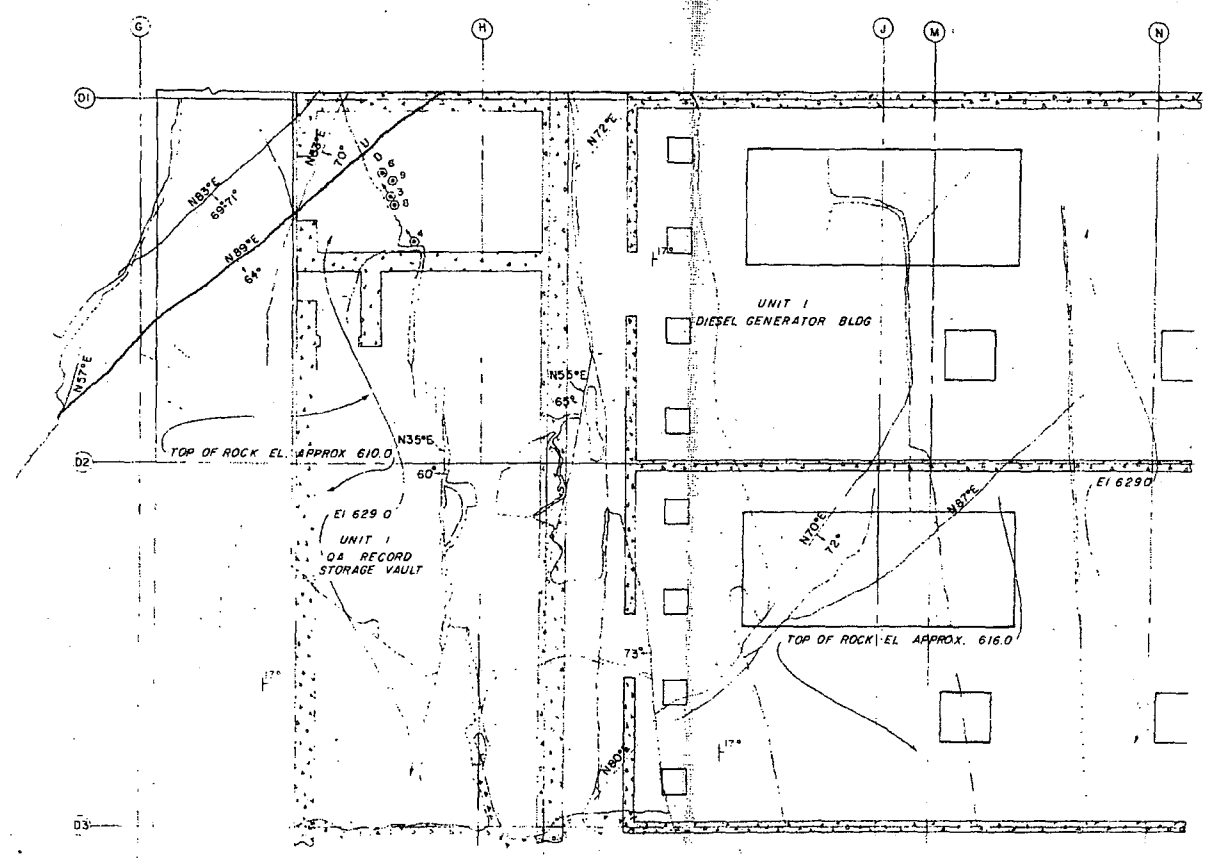 G H J M N
D1
N72°E
N53°E
70°
U
D 6
9
3
8
4
N83°E
69-71°
N89°E
64°
17°
UNIT 1
DIESEL GENERATOR BLDG
N57°E
N55°E
65°
N35°E
60°
TOP OF ROCK EL. APPROX 610.0
D2
El 629.0
El 629 0
UNIT 1
QA RECORD
STORAGE VAULT
N70°E
72°
N87°E
TOP OF ROCK EL APPROX. 616.0
73°
17°
17°
N80°E
D3